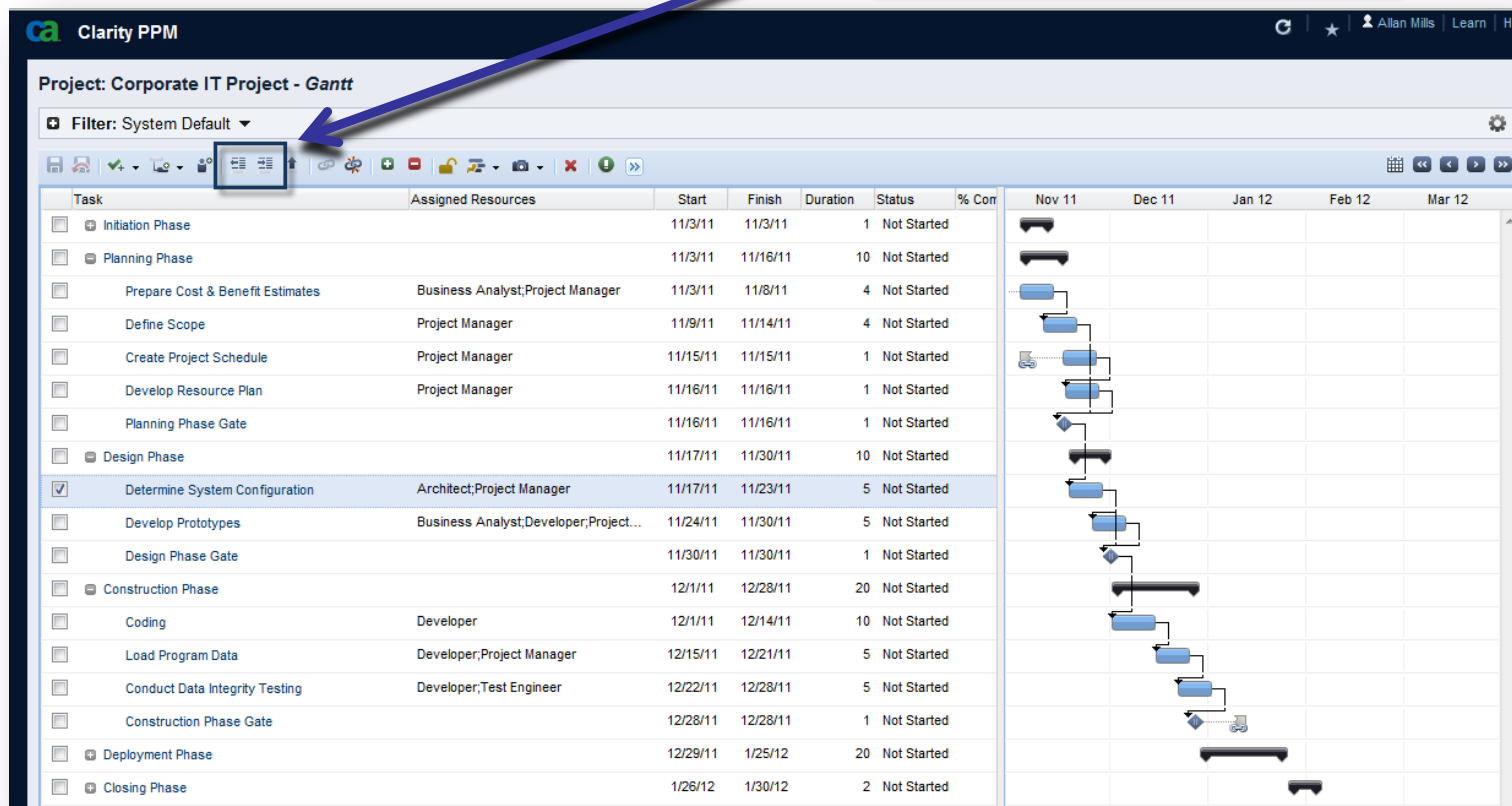 ca Clarity PPM Allan Mills | Learn | H
Project: Corporate IT Project - Gantt
Filter: System Default
Task Assigned Resources Start Finish Duration Status % Com Nov 11 Dec 11 Jan 12 Feb 12 Mar 12
Initiation Phase 11/3/11 11/3/11 1 Not Started
Planning Phase 11/3/11 11/16/11 10 Not Started
Prepare Cost & Benefit Estimates Business Analyst;Project Manager 11/3/11 11/8/11 4 Not Started
Define Scope Project Manager 11/9/11 11/14/11 4 Not Started
Create Project Schedule Project Manager 11/15/11 11/15/11 1 Not Started
Develop Resource Plan Project Manager 11/16/11 11/16/11 1 Not Started
Planning Phase Gate 11/16/11 11/16/11 1 Not Started
Design Phase 11/17/11 11/30/11 10 Not Started
Determine System Configuration Architect;Project Manager 11/17/11 11/23/11 5 Not Started
Develop Prototypes Business Analyst;Developer;Project... 11/24/11 11/30/11 5 Not Started
Design Phase Gate 11/30/11 11/30/11 1 Not Started
Construction Phase 12/1/11 12/28/11 20 Not Started
Coding Developer 12/1/11 12/14/11 10 Not Started
Load Program Data Developer;Project Manager 12/15/11 12/21/11 5 Not Started
Conduct Data Integrity Testing Developer;Test Engineer 12/22/11 12/28/11 5 Not Started
Construction Phase Gate 12/28/11 12/28/11 1 Not Started
Deployment Phase 12/29/11 1/25/12 20 Not Started
Closing Phase 1/26/12 1/30/12 2 Not Started